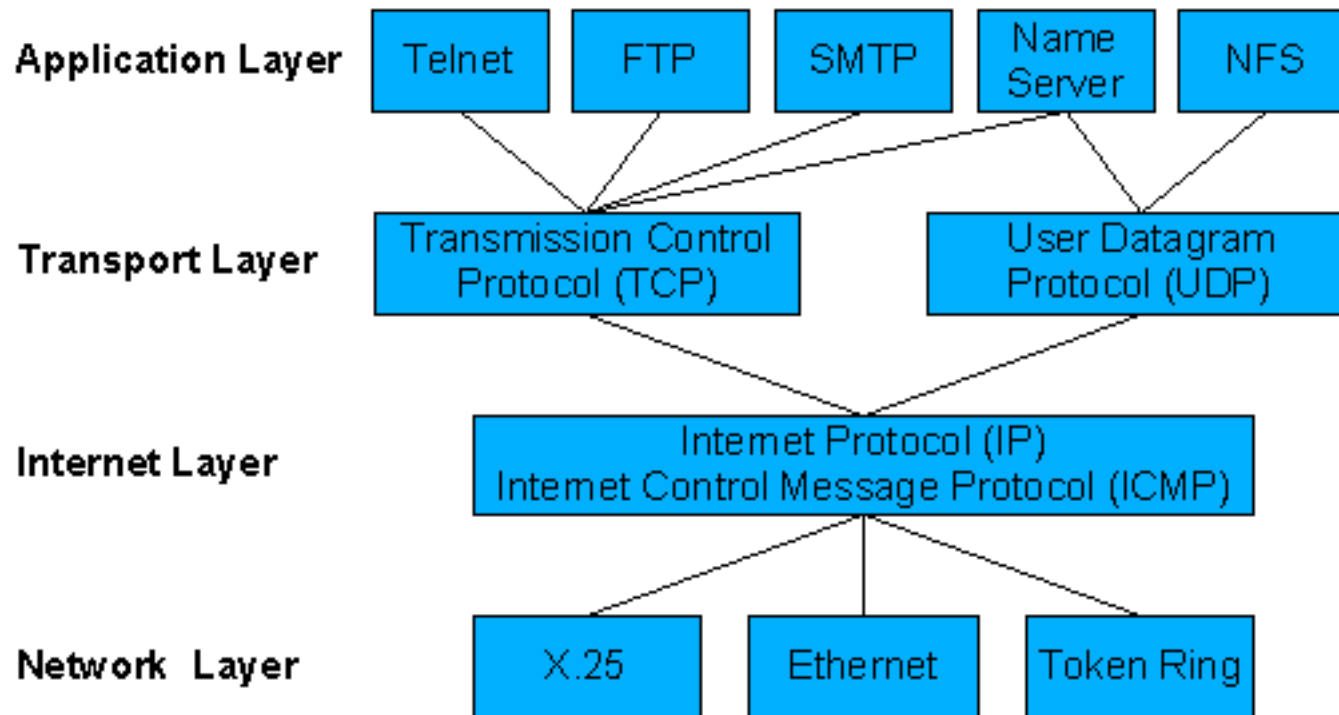 Application Layer
Telnet
FTP
SMTP
Name
Server
NFS
Transport Layer
Transmission Control
Protocol (TCP)
User Datagram
Protocol (UDP)
Internet Layer
Internet Protocol (IP)
Internet Control Message Protocol (ICMP)
Network Layer
X.25
Ethernet
Token Ring